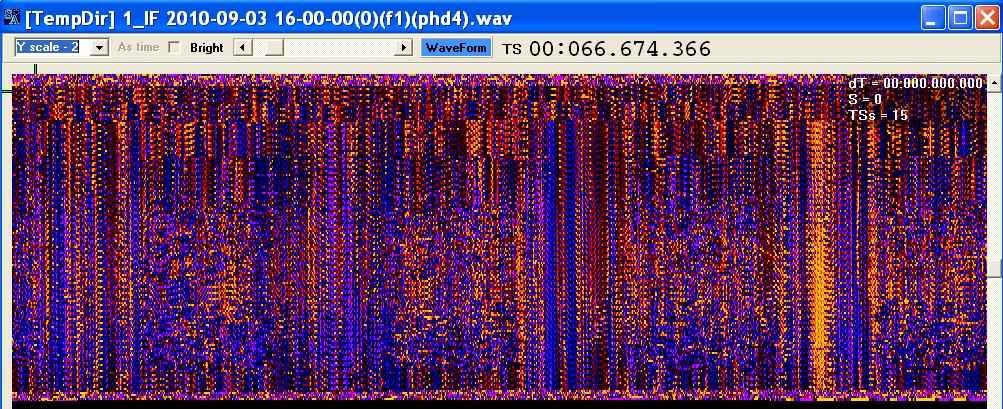 [TempDir] 1_IF 2010-09-03 16-00-00(0)(f1)(phd4).wav
Y scale - 2 As time Bright WaveForm TS 00:066.674.366
dT = 00:000.000.000
S = 0
TSs = 15